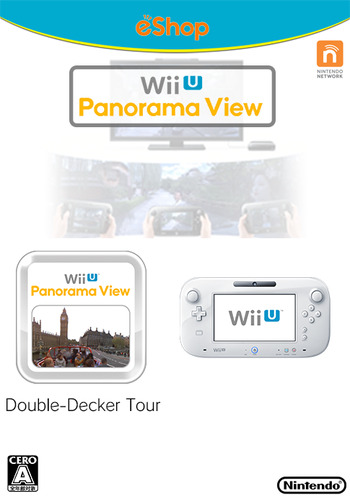 eShop
Wii U
Panorama View
NINTENDO
NETWORK
Wii U
Panorama View
Wii U
Double-Decker Tour
CERO
A
全年齢対象
Nintendo